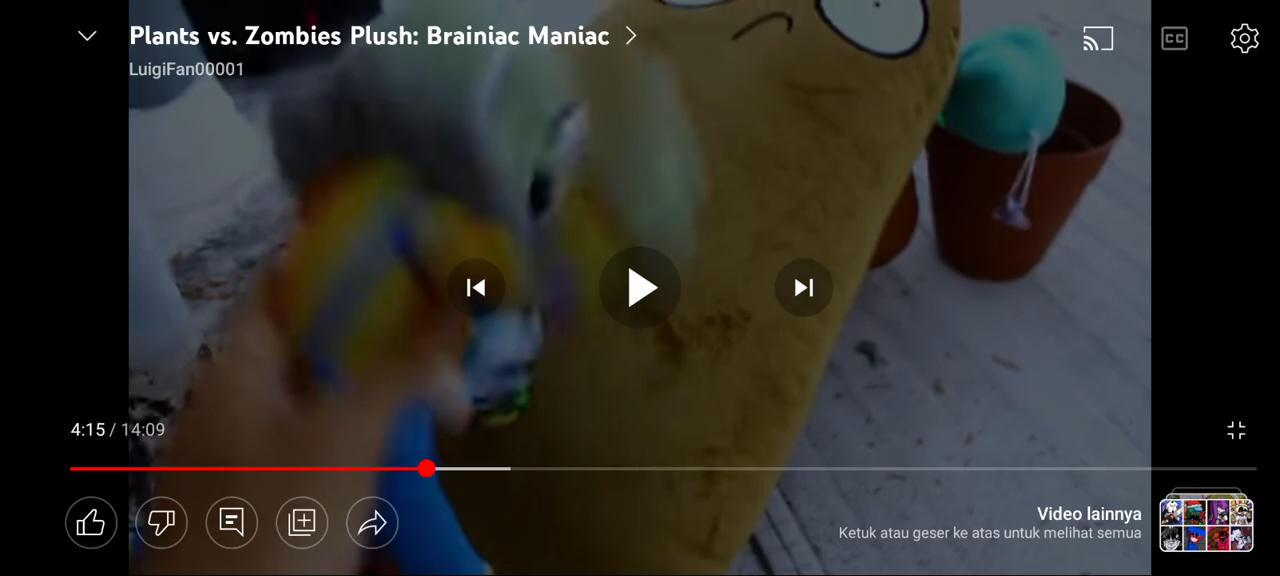 Plants vs. Zombies Plush: Brainiac Maniac
LuigiFan00001
CC
4:15 / 14:09
Video lainnya
Ketuk atau geser ke atas untuk melihat semua